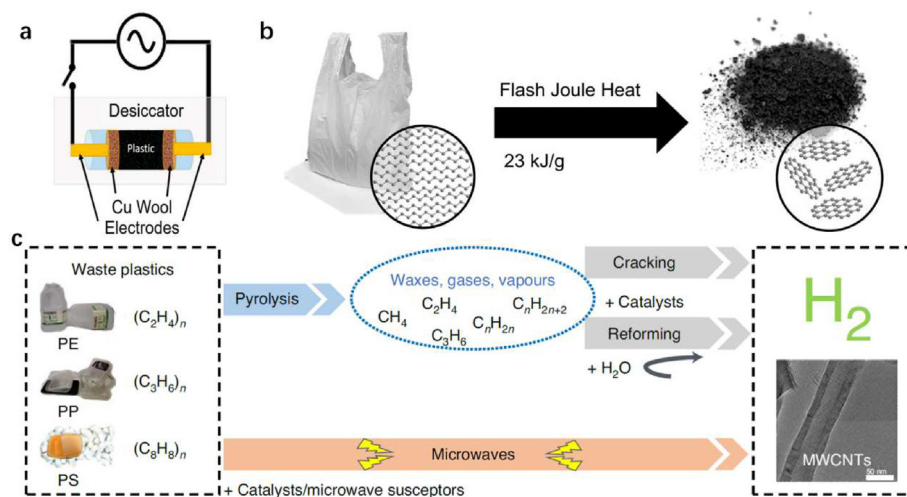 a
Desiccator
Plastic
Cu Wool
Electrodes
b
Flash Joule Heat
23 kJ/g
c
Waste plastics
(C₂H₄)ₙ
PE
(C₃H₆)ₙ
PP
(C₈H₈)ₙ
PS
Pyrolysis
Waxes, gases, vapours
CH₄
C₂H₄
C₃H₆
CₙH₂ₙ
CₙH₂ₙ₊₂
Cracking
+ Catalysts
Reforming
+ H₂O
Microwaves
+ Catalysts/microwave susceptors
H₂
MWCNTs
50 nm